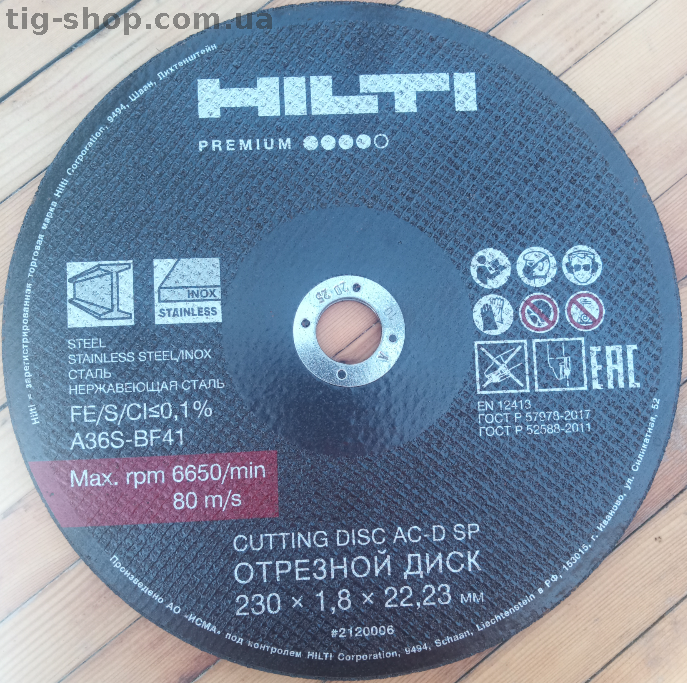 tig-shop.com.ua
Hilti = зарегистрированная торговая марка Hilti Corporation, 9494, Шаан, Лихтенштейн
HILTI
PREMIUM
INOX
STAINLESS
STEEL
STAINLESS STEEL/INOX
СТАЛЬ
НЕРЖАВЕЮЩАЯ СТАЛЬ
FE/S/Cl≤0,1%
A36S-BF41
Max. rpm 6650/min
80 m/s
EAC
EN 12413
ГОСТ Р 57978-2017
ГОСТ Р 52588-2011
CUTTING DISC AC-D SP
ОТРЕЗНОЙ ДИСК
230 × 1,8 × 22,23 мм
#2120006
Произведено АО «ИСМА» под контролем HILTI Corporation, 9494, Schaan, Liechtenstein в РФ, 153015, г. Иваново, ул. Силикатная, 52